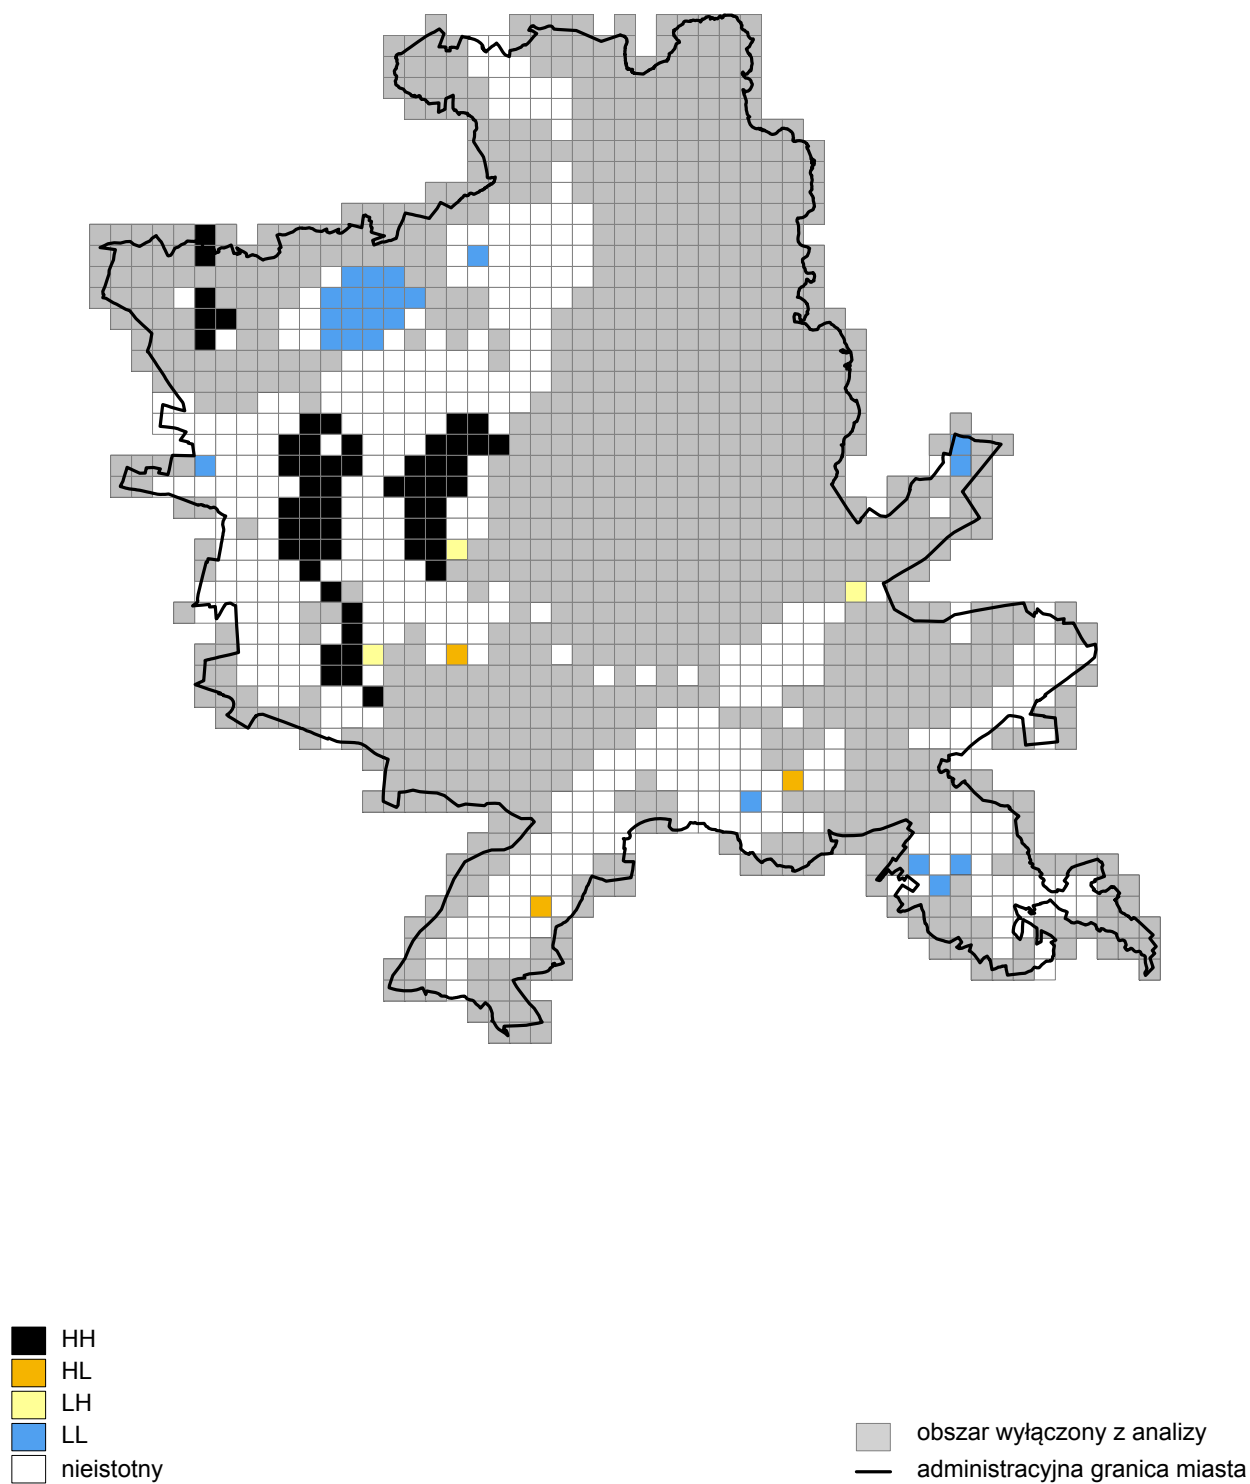 HH
HL
LH
LL
nieistotny
obszar wyłączony z analizy
administracyjna granica miasta